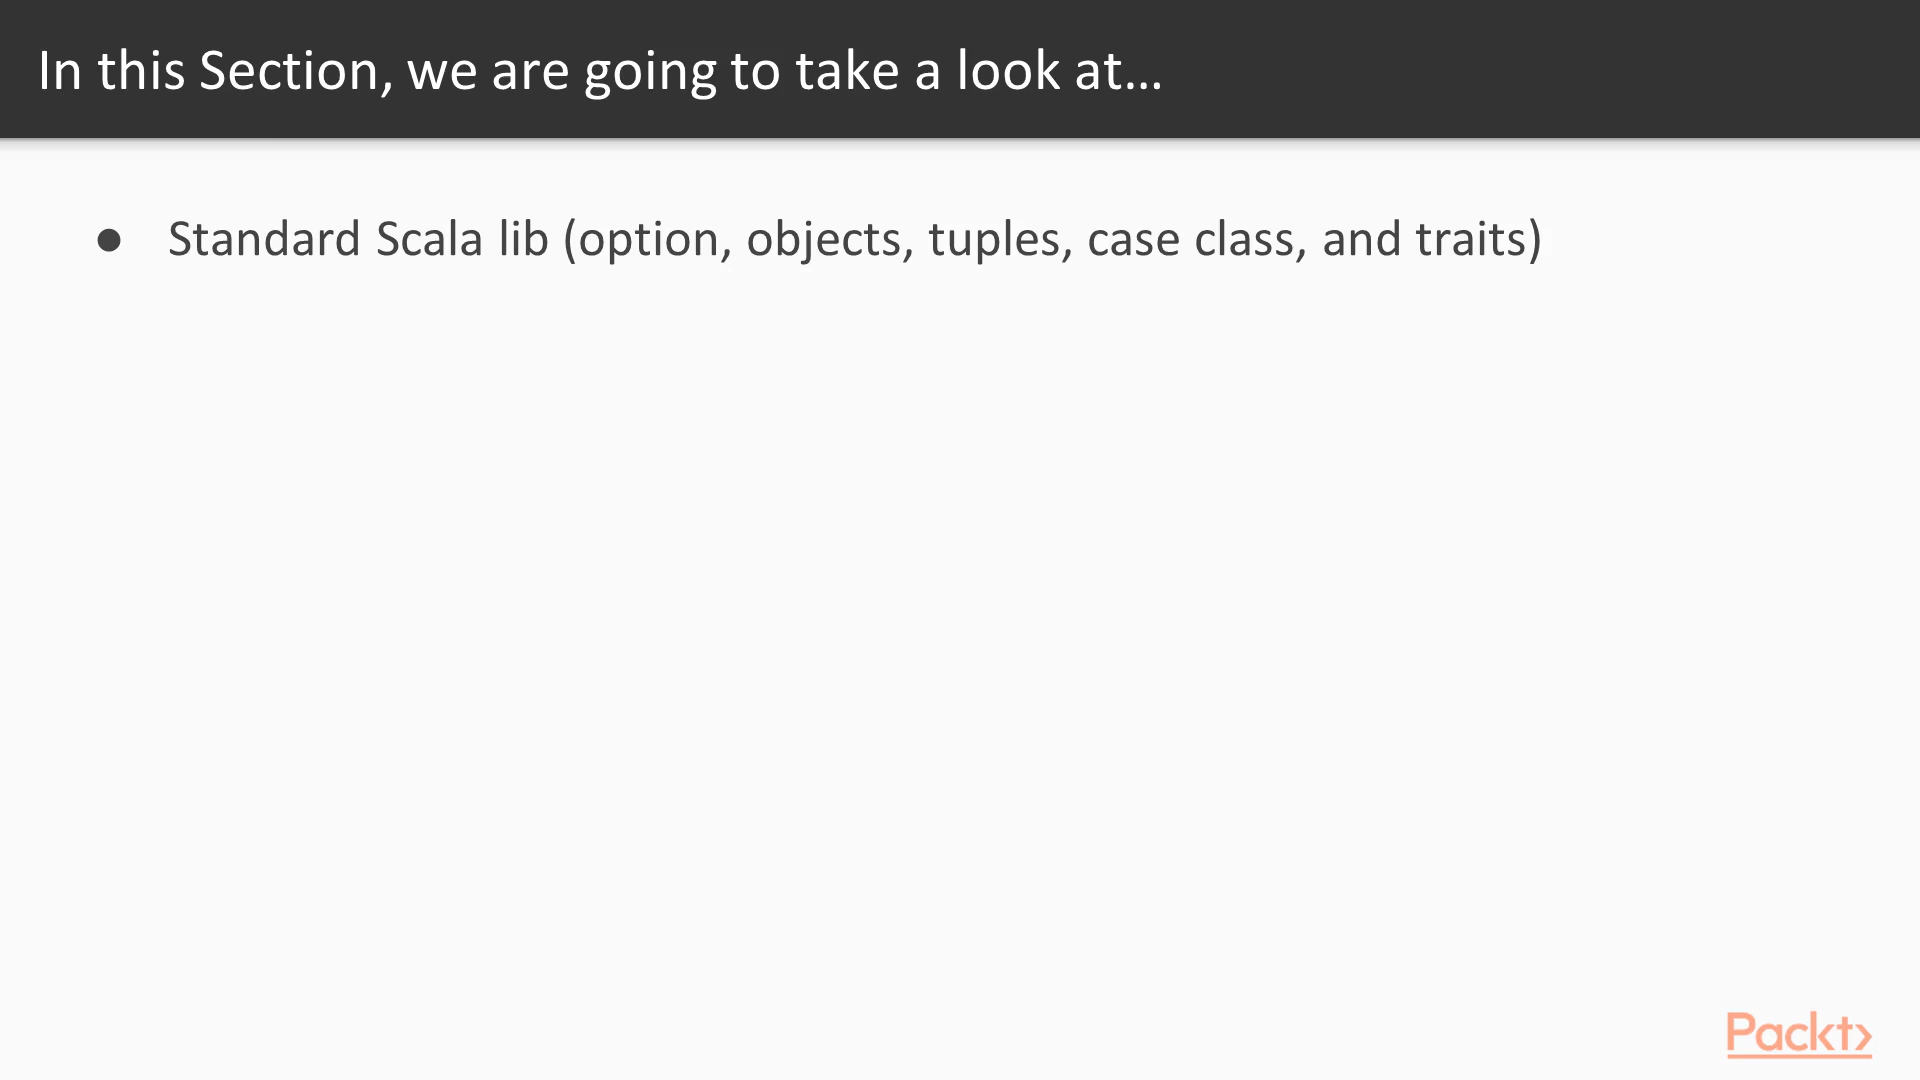 In this Section, we are going to take a look at...
● Standard Scala lib (option, objects, tuples, case class, and traits)
Packt>